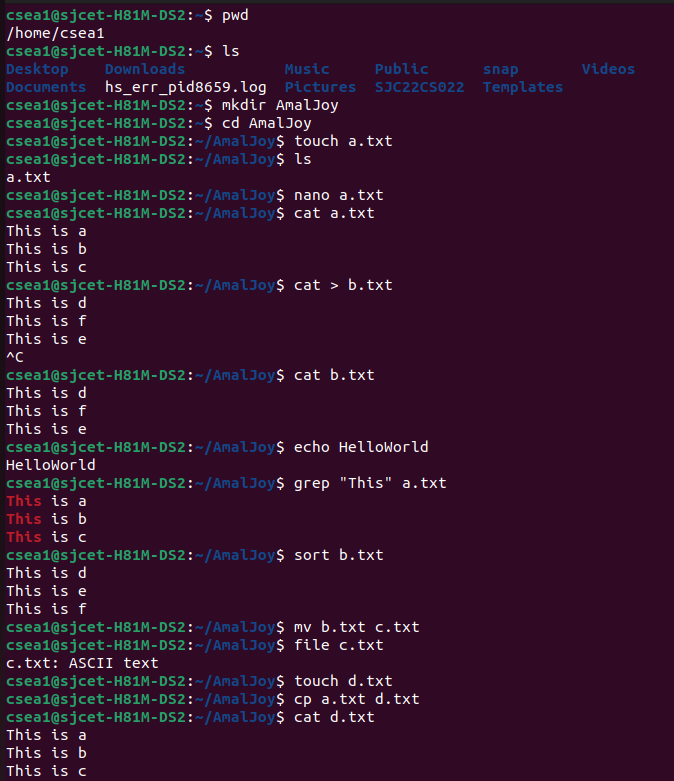 csea1@sjcet-H81M-DS2:~$ pwd
/home/csea1
csea1@sjcet-H81M-DS2:~$ ls
Desktop    Downloads           Music     Public      snap       Videos
Documents  hs_err_pid8659.log  Pictures  SJC22CS022  Templates
csea1@sjcet-H81M-DS2:~$ mkdir AmalJoy
csea1@sjcet-H81M-DS2:~$ cd AmalJoy
csea1@sjcet-H81M-DS2:~/AmalJoy$ touch a.txt
csea1@sjcet-H81M-DS2:~/AmalJoy$ ls
a.txt
csea1@sjcet-H81M-DS2:~/AmalJoy$ nano a.txt
csea1@sjcet-H81M-DS2:~/AmalJoy$ cat a.txt
This is a
This is b
This is c
csea1@sjcet-H81M-DS2:~/AmalJoy$ cat > b.txt
This is d
This is f
This is e
^C
csea1@sjcet-H81M-DS2:~/AmalJoy$ cat b.txt
This is d
This is f
This is e
csea1@sjcet-H81M-DS2:~/AmalJoy$ echo HelloWorld
HelloWorld
csea1@sjcet-H81M-DS2:~/AmalJoy$ grep "This" a.txt
This is a
This is b
This is c
csea1@sjcet-H81M-DS2:~/AmalJoy$ sort b.txt
This is d
This is e
This is f
csea1@sjcet-H81M-DS2:~/AmalJoy$ mv b.txt c.txt
csea1@sjcet-H81M-DS2:~/AmalJoy$ file c.txt
c.txt: ASCII text
csea1@sjcet-H81M-DS2:~/AmalJoy$ touch d.txt
csea1@sjcet-H81M-DS2:~/AmalJoy$ cp a.txt d.txt
csea1@sjcet-H81M-DS2:~/AmalJoy$ cat d.txt
This is a
This is b
This is c